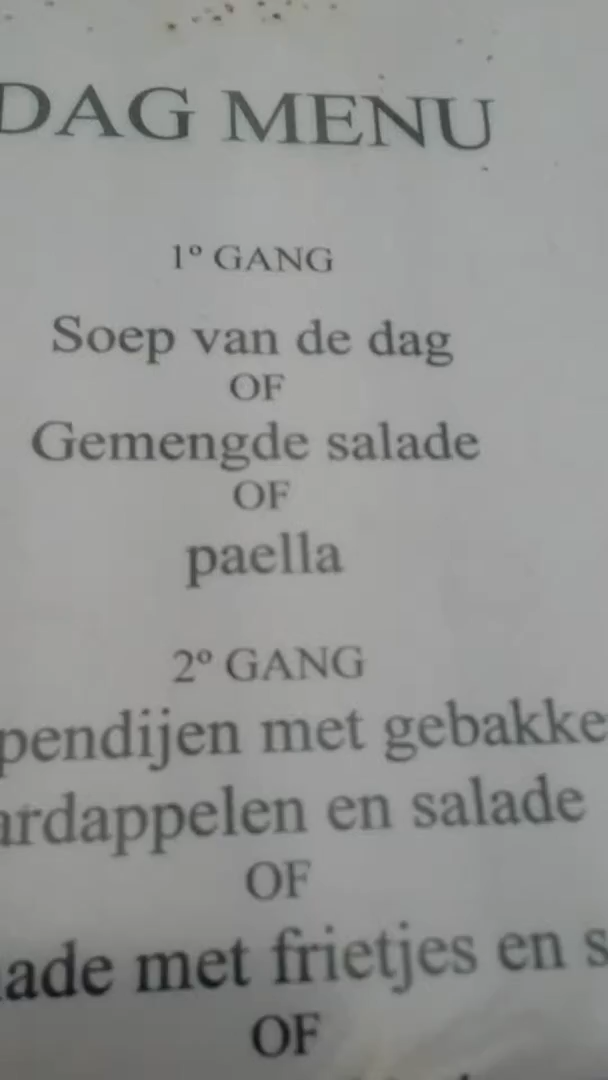 DAG MENU
1º GANG
Soep van de dag
OF
Gemengde salade
OF
paella
2º GANG
pendijen met gebakke
ardappelen en salade
OF
ade met frietjes en s
OF